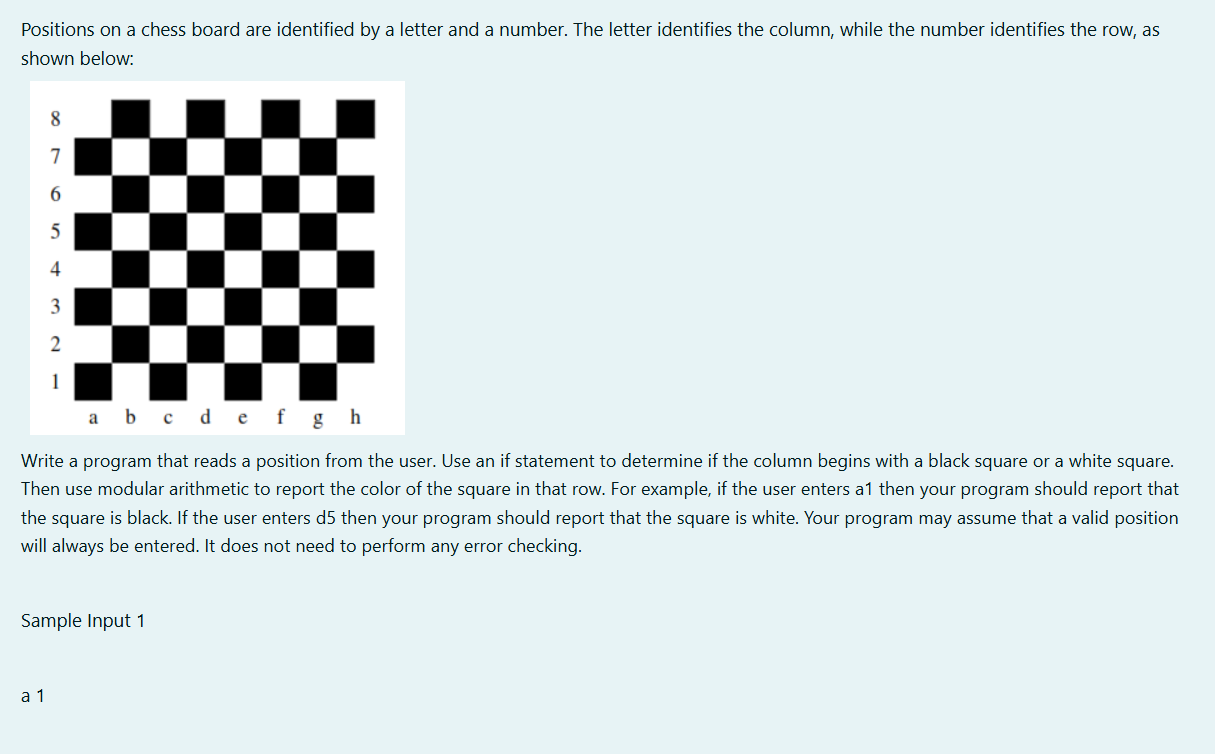 Positions on a chess board are identified by a letter and a number. The letter identifies the column, while the number identifies the row, as
shown below:
8
7
6
5
4
3
2
1
a b c d e f g h
Write a program that reads a position from the user. Use an if statement to determine if the column begins with a black square or a white square.
Then use modular arithmetic to report the color of the square in that row. For example, if the user enters a1 then your program should report that
the square is black. If the user enters d5 then your program should report that the square is white. Your program may assume that a valid position
will always be entered. It does not need to perform any error checking.
Sample Input 1
a 1